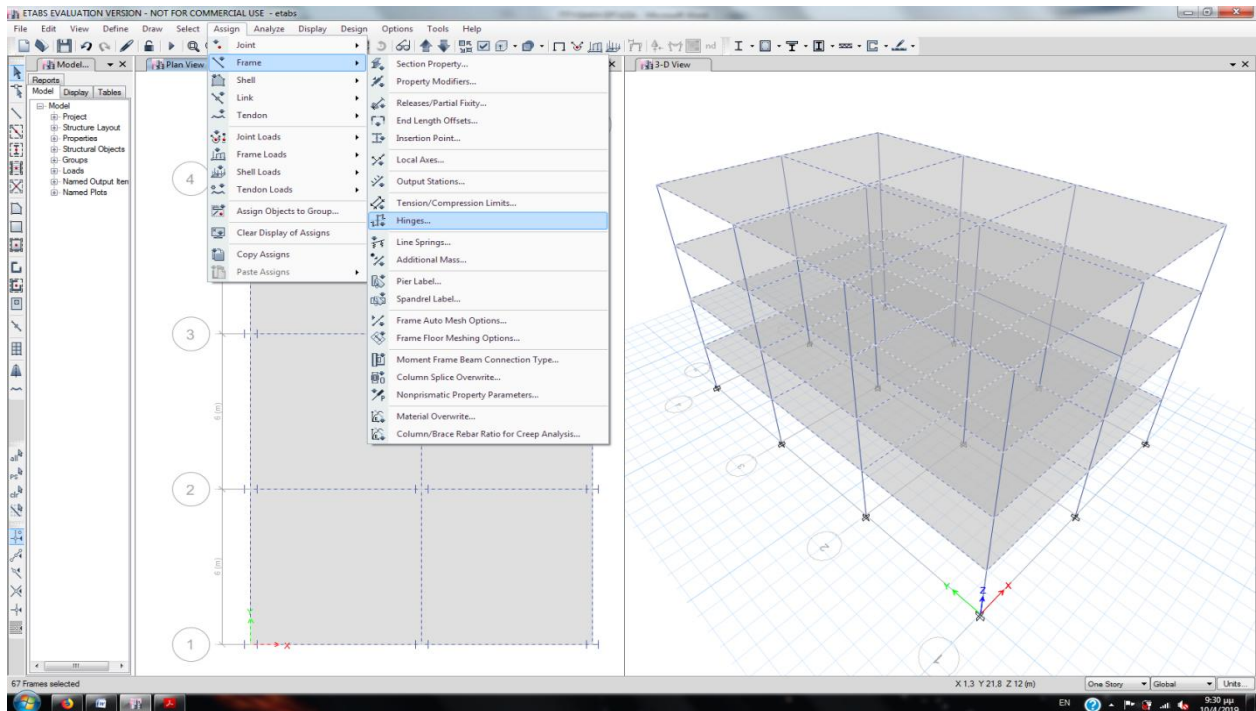 ETABS EVALUATION VERSION - NOT FOR COMMERCIAL USE - etabs
File Edit View Define Draw Select Assign Analyze Display Design Options Tools Help
nd
Model...
Plan View
3-D View
Reports
Model Display Tables
Model
Project
Structure Layout
Properties
Structural Objects
Groups
Loads
Named Output Iten
Named Plots
Joint
Frame
Shell
Link
Tendon
Joint Loads
Frame Loads
Shell Loads
Tendon Loads
Assign Objects to Group...
Clear Display of Assigns
Copy Assigns
Paste Assigns
Section Property...
Property Modifiers...
Releases/Partial Fixity...
End Length Offsets...
Insertion Point...
Local Axes...
Output Stations...
Tension/Compression Limits...
Hinges...
Line Springs...
Additional Mass...
Pier Label...
Spandrel Label...
Frame Auto Mesh Options...
Frame Floor Meshing Options...
Moment Frame Beam Connection Type...
Column Splice Overwrite...
Nonprismatic Property Parameters...
Material Overwrite...
Column/Brace Rebar Ratio for Creep Analysis...
4
3
6 (m)
2
6 (m)
1
X
Y
Z
X
all
ps
clr
67 Frames selected
X 1,3 Y 21,8 Z 12 (m)
One Story
Global
Units...
EN
9:30 μμ
10/4/2019